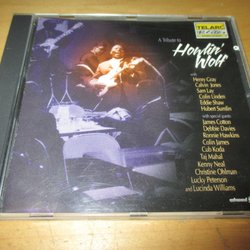 TELARC
A Tribute to
Howlin' Wolf
with
Henry Gray
Calvin Jones
Sam Lay
Colin Linden
Eddie Shaw
Hubert Sumlin
with special guests
James Cotton
Debbie Davies
Ronnie Hawkins
Colin James
Cub Koda
Taj Mahal
Kenny Neal
Christine Ohlman
Lucky Peterson
and Lucinda Williams
enhanced